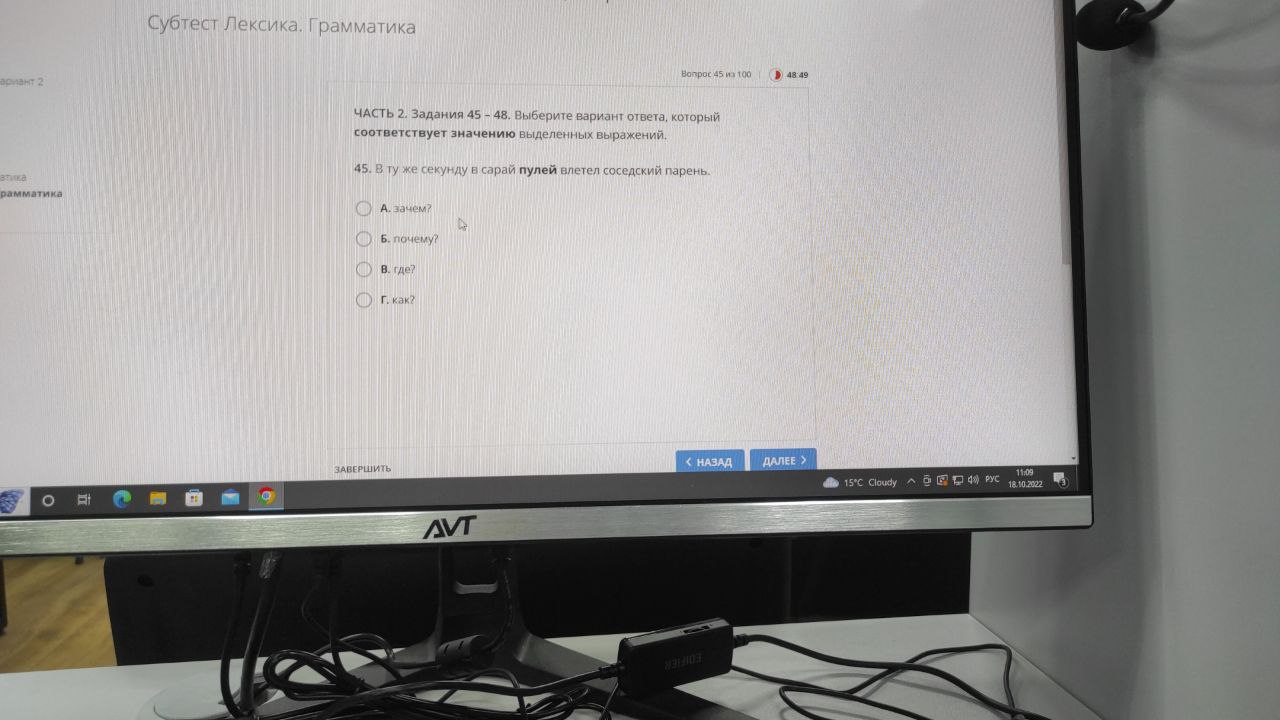 Субтест Лексика. Грамматика
ариант 2
Вопрос 45 из 100
48:49
ЧАСТЬ 2. Задания 45 – 48. Выберите вариант ответа, который
соответствует значению выделенных выражений.
атика
рамматика
45. В ту же секунду в сарай пулей влетел соседский парень.
А. зачем?
Б. почему?
В. где?
Г. как?
ЗАВЕРШИТЬ
НАЗАД
ДАЛЕЕ
15°C Cloudy
РУС
11:09
18.10.2022
3
AVT
EDIFIER